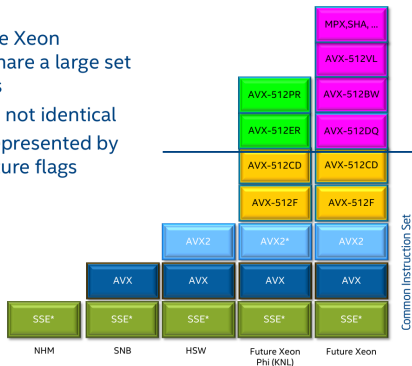 e Xeon
hare a large set
s
not identical
presented by
ure flags
MPX,SHA, ...
AVX-512VL
AVX-512PR AVX-512BW
AVX-512ER AVX-512DQ
AVX-512CD AVX-512CD
AVX-512F AVX-512F
AVX2 AVX2* AVX2
AVX AVX AVX AVX
SSE* SSE* SSE* SSE* SSE*
NHM SNB HSW Future Xeon Phi (KNL) Future Xeon
Common Instruction Set